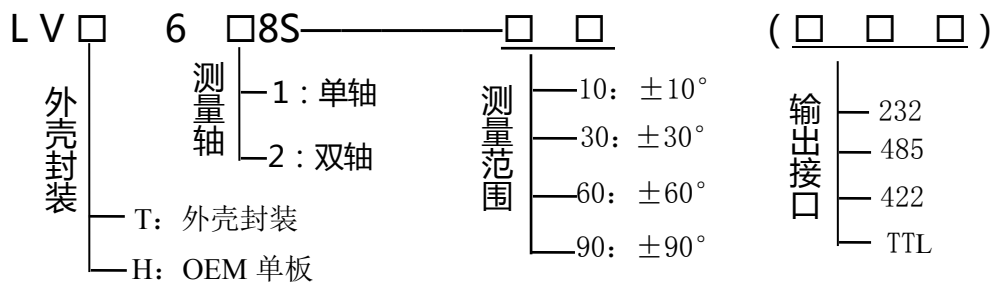 LV□ 6 □8S—□ □ (□ □ □)
外壳封装
T：外壳封装
H：OEM 单板
测量轴
1：单轴
2：双轴
测量范围
10：±10°
30：±30°
60：±60°
90：±90°
输出接口
232
485
422
TTL